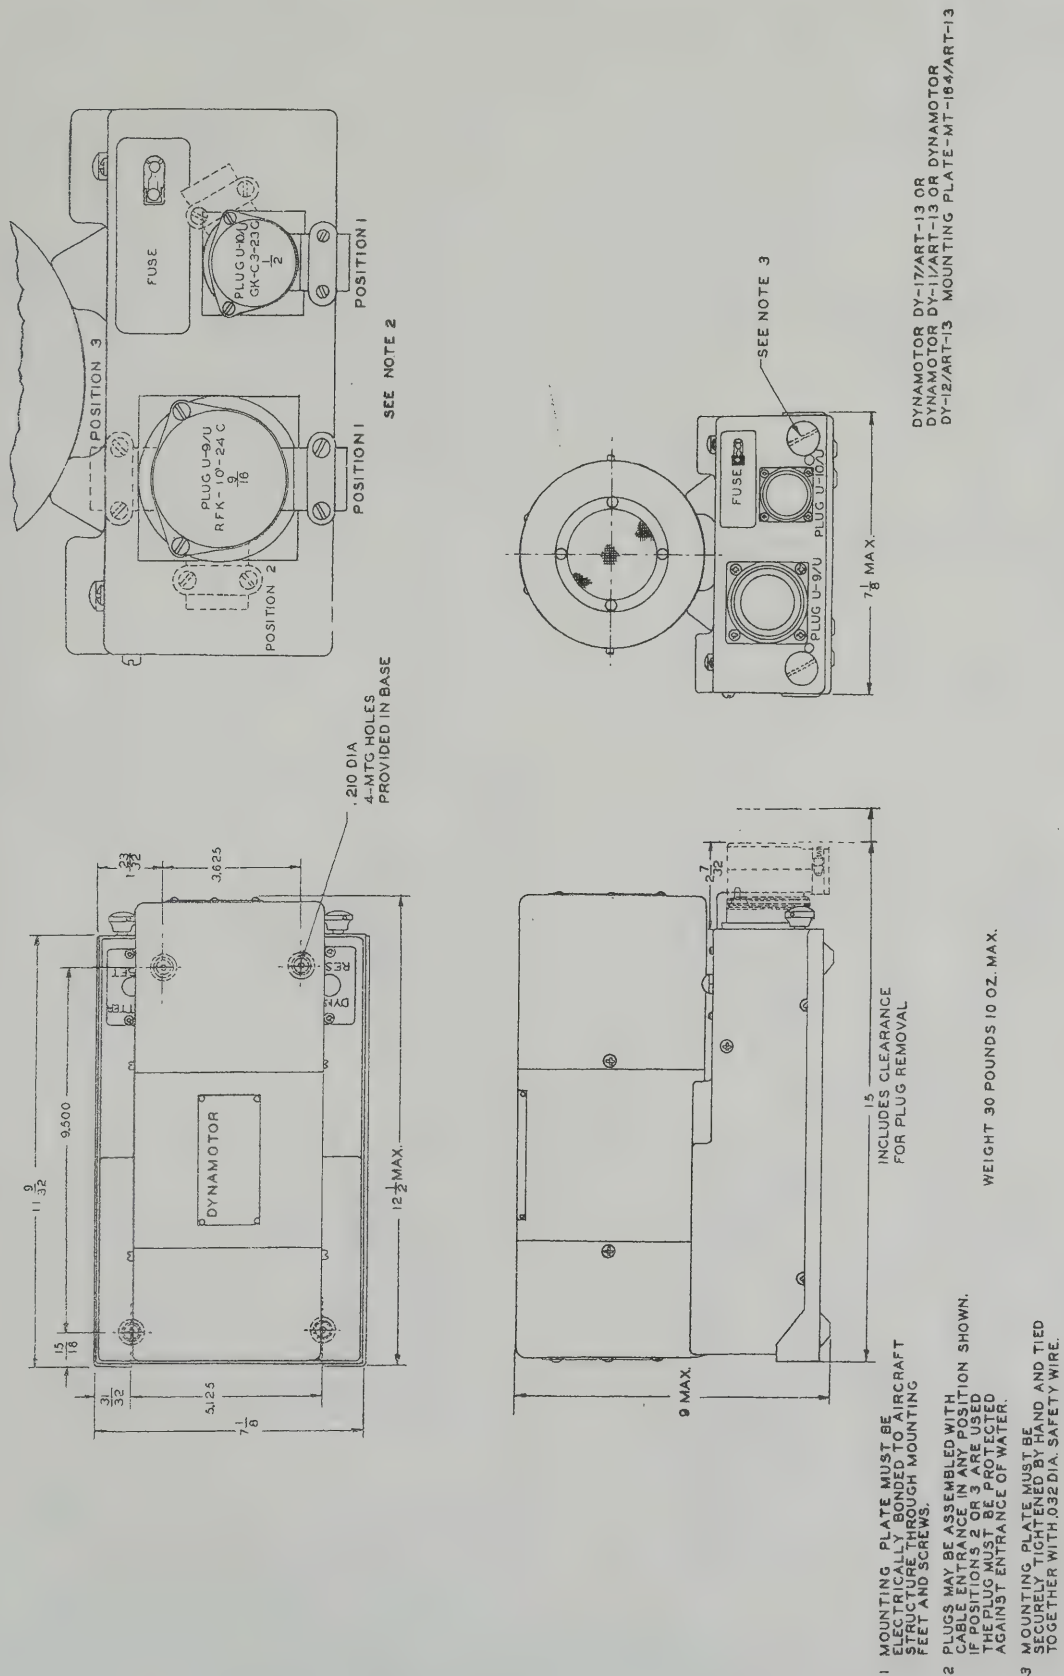 POSITION 3
FUSE
PLUG U-10/U
GK-C3-23C
1/2
PLUG U-9/U
RFK-10-24C
9/16
POSITION 2
POSITION 1
POSITION 1
SEE NOTE 2
11 9/32
9.500
15/16
31/32
5.125
7 1/8
1 23/32
3.625
DYNAMOTOR
12 1/2 MAX.
.210 DIA
4-MTG HOLES
PROVIDED IN BASE
9 MAX.
2 7/32
15
INCLUDES CLEARANCE
FOR PLUG REMOVAL
WEIGHT 30 POUNDS 10 OZ. MAX.
FUSE
PLUG U-9/U
PLUG U-10/U
SEE NOTE 3
7 1/8 MAX.
DYNAMOTOR DY-17/ART-13 OR
DYNAMOTOR DY-11/ART-13 OR DYNAMOTOR
DY-12/ART-13 MOUNTING PLATE-MT-164/ART-13
1 MOUNTING PLATE MUST BE
ELECTRICALLY BONDED TO AIRCRAFT
STRUCTURE THROUGH MOUNTING
FEET AND SCREWS.
2 PLUGS MAY BE ASSEMBLED WITH
CABLE ENTRANCE IN ANY POSITION SHOWN.
IF POSITIONS 2 OR 3 ARE USED
THE PLUG MUST BE PROTECTED
AGAINST ENTRANCE OF WATER.
3 MOUNTING PLATE MUST BE
SECURELY TIGHTENED BY HAND AND TIED
TOGETHER WITH .032 DIA. SAFETY WIRE.